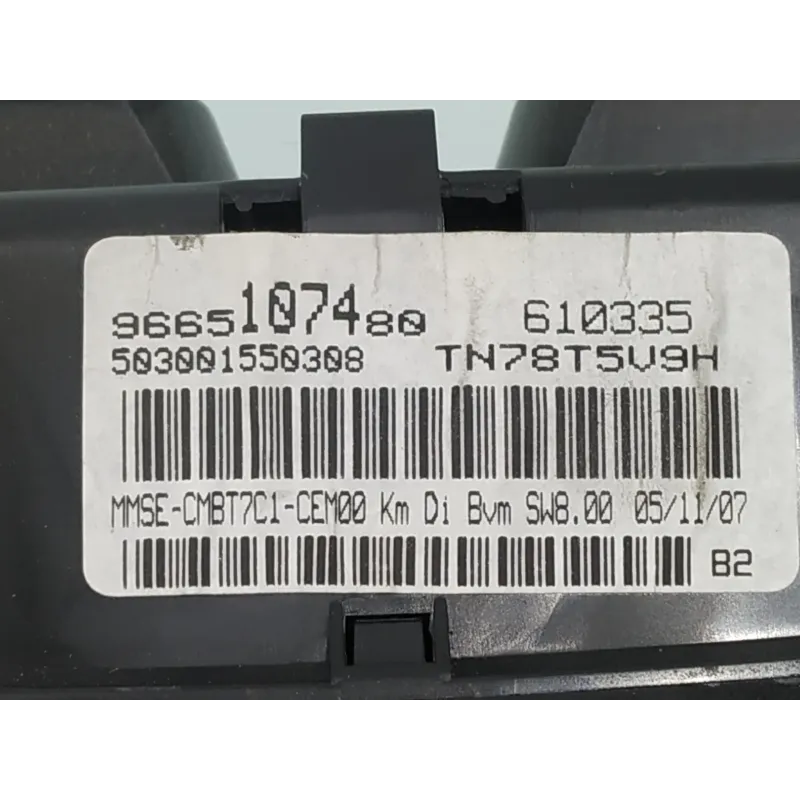 9665107480 610335
503001550308 TN78T5V9H
MMSE-CMBT7C1-CEM00 Km Di Bvm SW8.00 05/11/07
B2